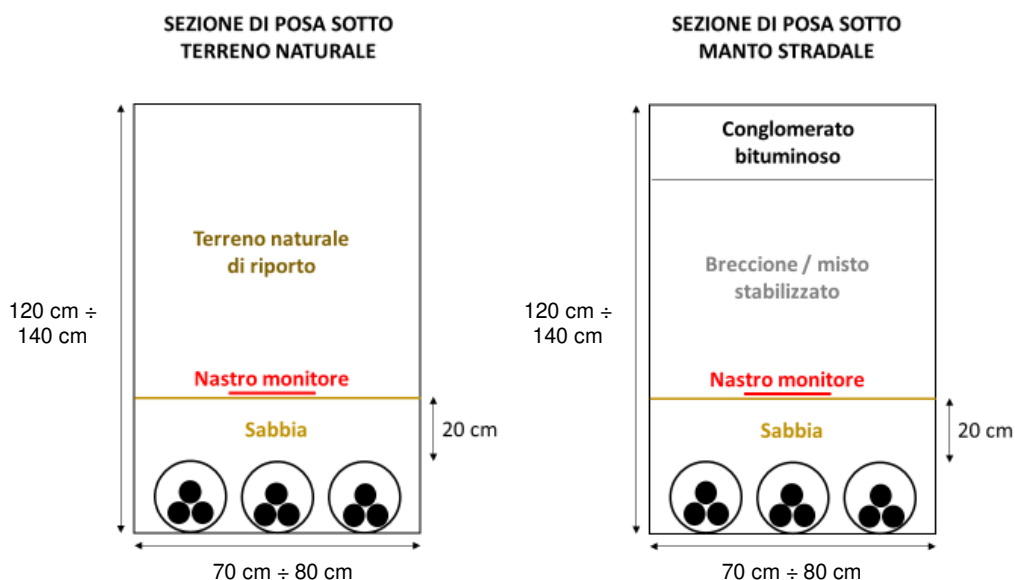 SEZIONE DI POSA SOTTO
TERRENO NATURALE
Terreno naturale
di riporto
120 cm ÷
140 cm
Nastro monitore
Sabbia
20 cm
70 cm ÷ 80 cm
SEZIONE DI POSA SOTTO
MANTO STRADALE
Conglomerato
bituminoso
Breccione / misto
stabilizzato
120 cm ÷
140 cm
Nastro monitore
Sabbia
20 cm
70 cm ÷ 80 cm